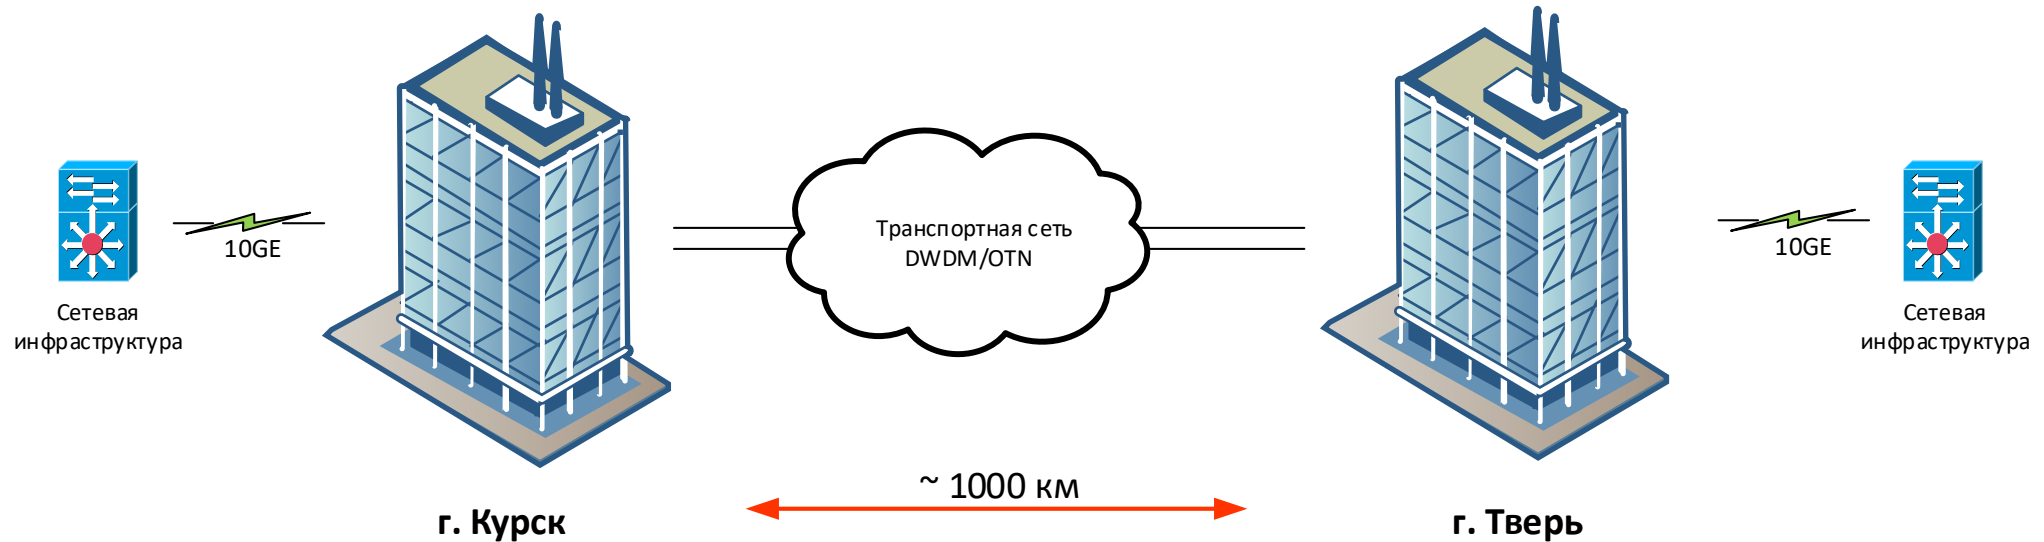 Транспортная сеть
DWDM/OTN
10GE
10GE
Сетевая
инфраструктура
Сетевая
инфраструктура
~ 1000 км
г. Курск
г. Тверь